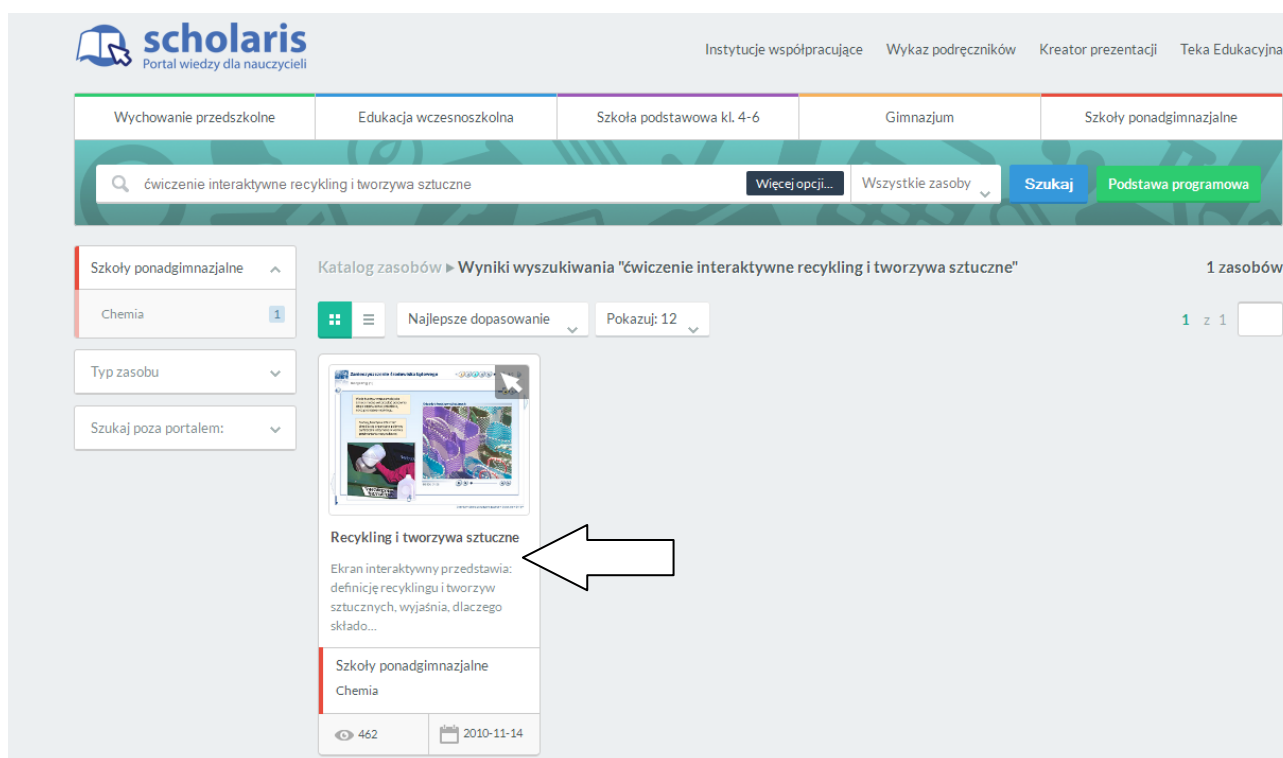 scholaris
Portal wiedzy dla nauczycieli
Instytucje współpracujące Wykaz podręczników Kreator prezentacji Teka Edukacyjna
Wychowanie przedszkolne Edukacja wczesnoszkolna Szkoła podstawowa kl. 4-6 Gimnazjum Szkoły ponadgimnazjalne
ćwiczenie interaktywne recykling i tworzywa sztuczne Więcej opcji... Wszystkie zasoby Szukaj Podstawa programowa
Szkoły ponadgimnazjalne
Chemia 1
Typ zasobu
Szukaj poza portalem:
Katalog zasobów ▸ Wyniki wyszukiwania "ćwiczenie interaktywne recykling i tworzywa sztuczne" 1 zasobów
Najlepsze dopasowanie Pokazuj: 12 1 z 1
Recykling i tworzywa sztuczne
Ekran interaktywny przedstawia:
definicję recyklingu i tworzyw
sztucznych, wyjaśnia, dlaczego
składo...
Szkoły ponadgimnazjalne
Chemia
462 2010-11-14